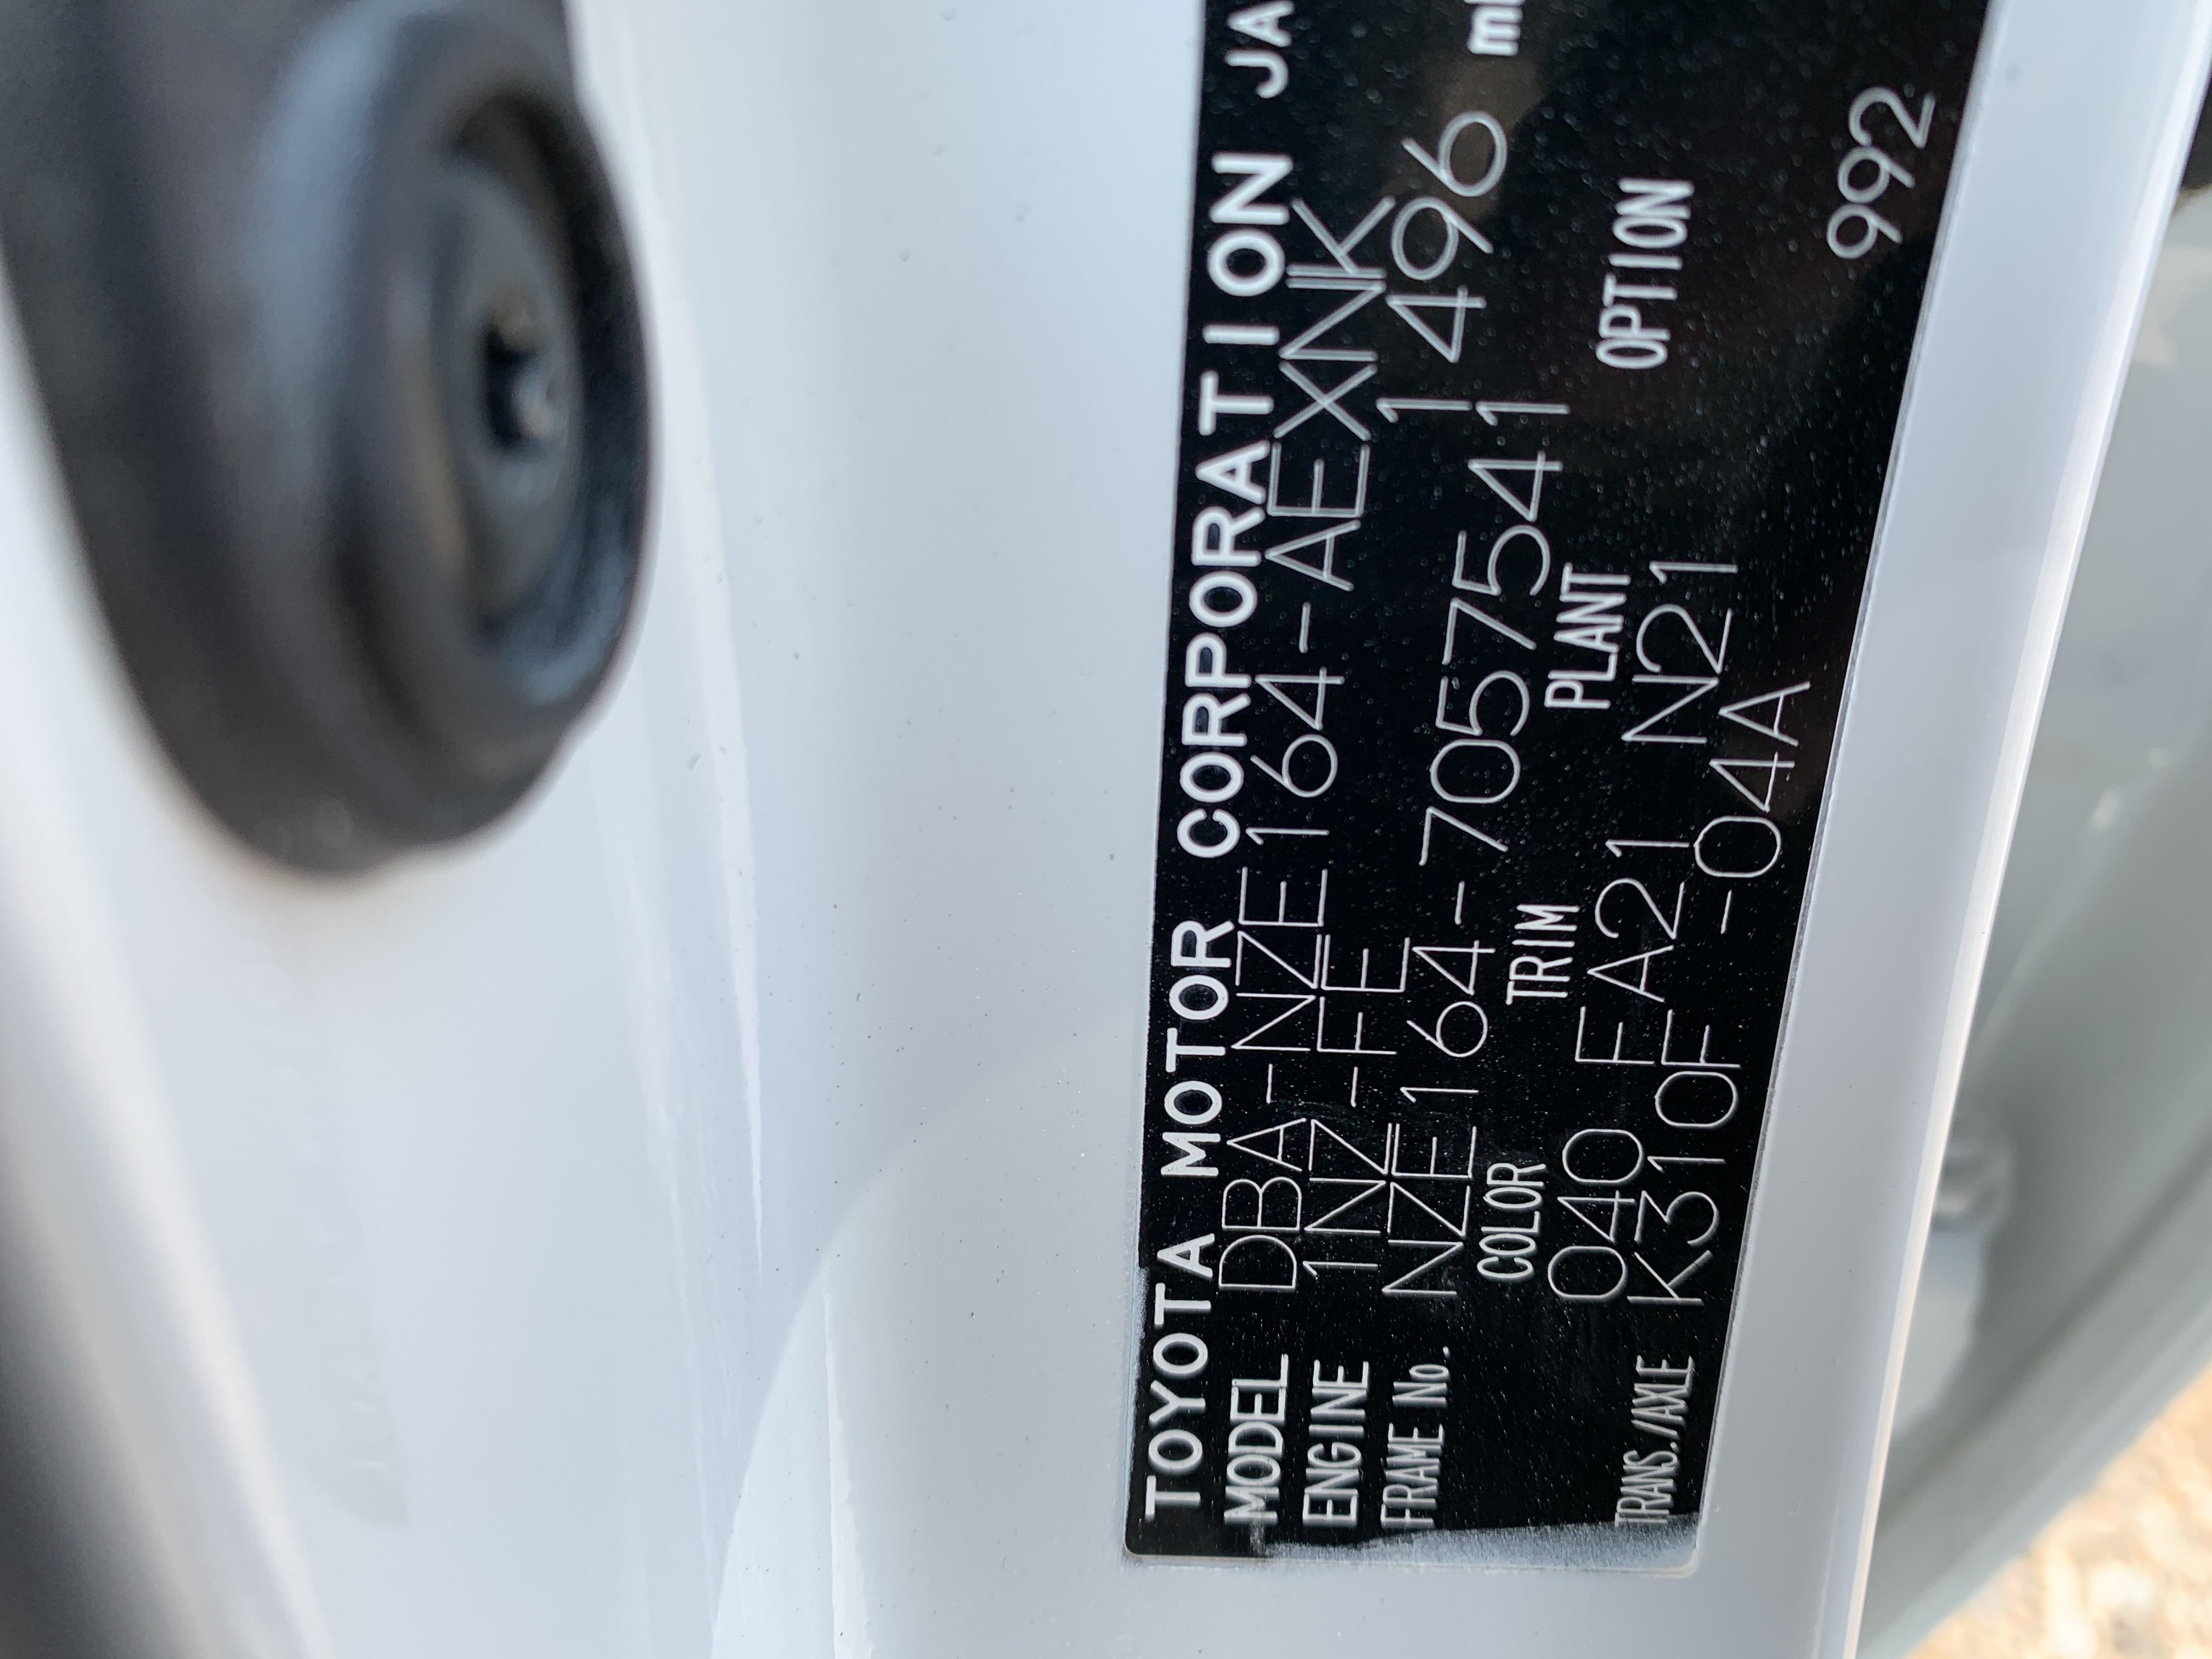 TOYOTA MOTOR CORPORATION JA
MODEL DBA-NZE164-AEXNK
ENGINE 1NZ-FE 1496 m
FRAME No. NZE164-7057541
COLOR TRIM PLANT OPTION
040 FA21 N21
TRANS./AXLE K310F -04A
992